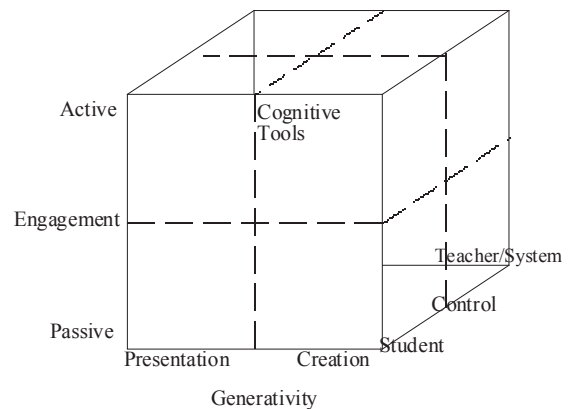 Active
Cognitive
Tools
Engagement
Teacher/System
Control
Passive
Student
Presentation
Creation
Generativity